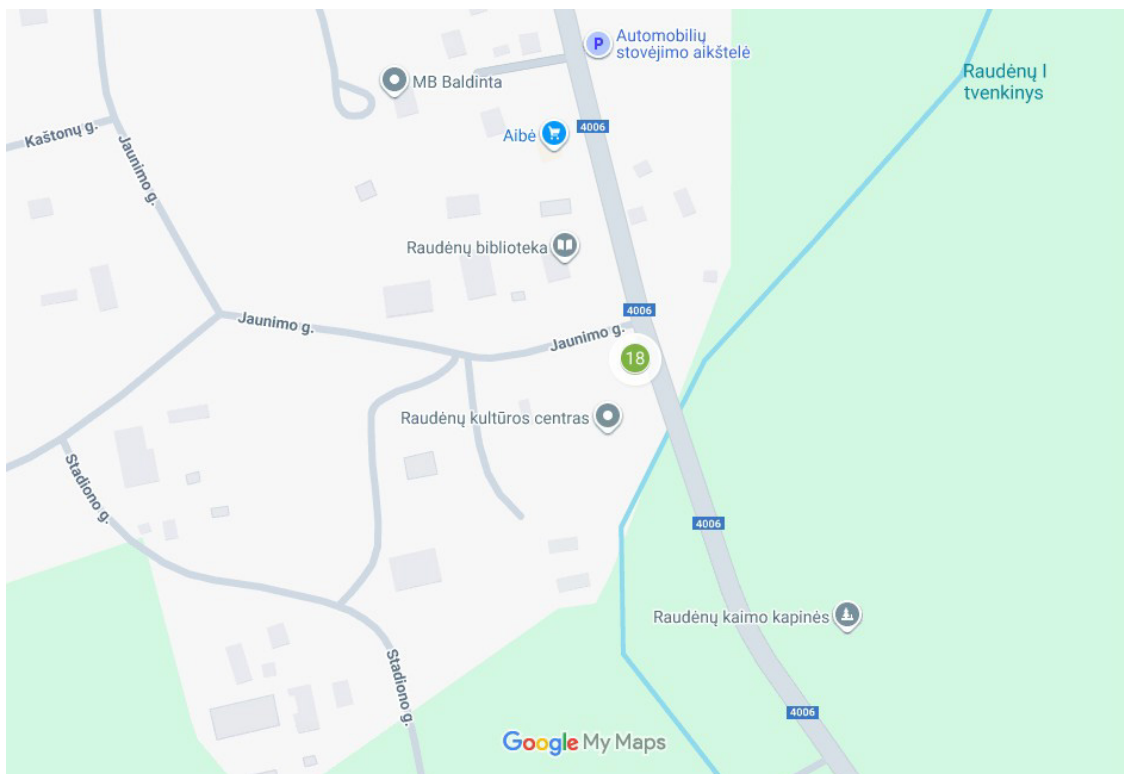 P
Automobilių
stovėjimo aikštelė
Raudėnų I
tvenkinys
MB Baldinta
Aibė
4006
Kaštonų g.
Jaunimo g.
Raudėnų biblioteka
4006
Jaunimo g.
Jaunimo g.
18
Raudėnų kultūros centras
Stadiono g.
4006
Raudėnų kaimo kapinės
Stadiono g.
4006
Google My Maps